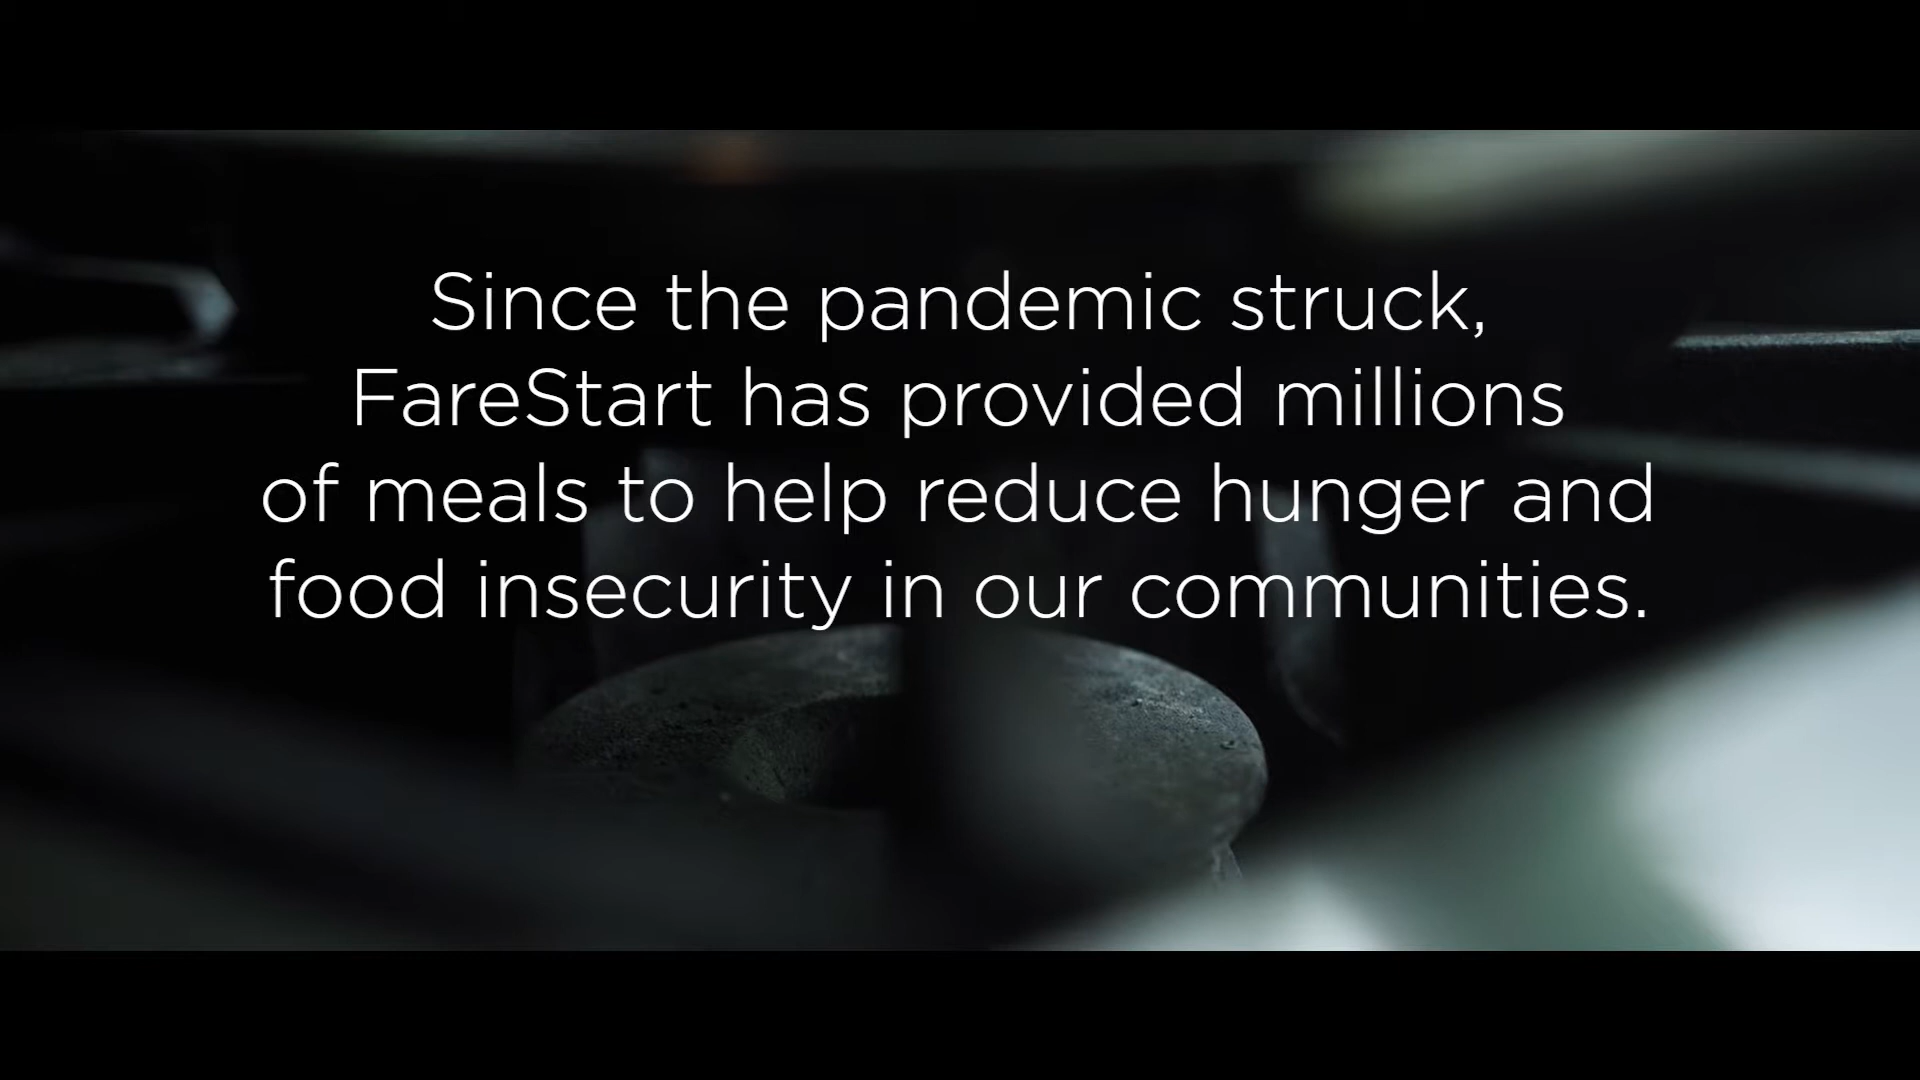 Since the pandemic struck,
FareStart has provided millions
of meals to help reduce hunger and
food insecurity in our communities.